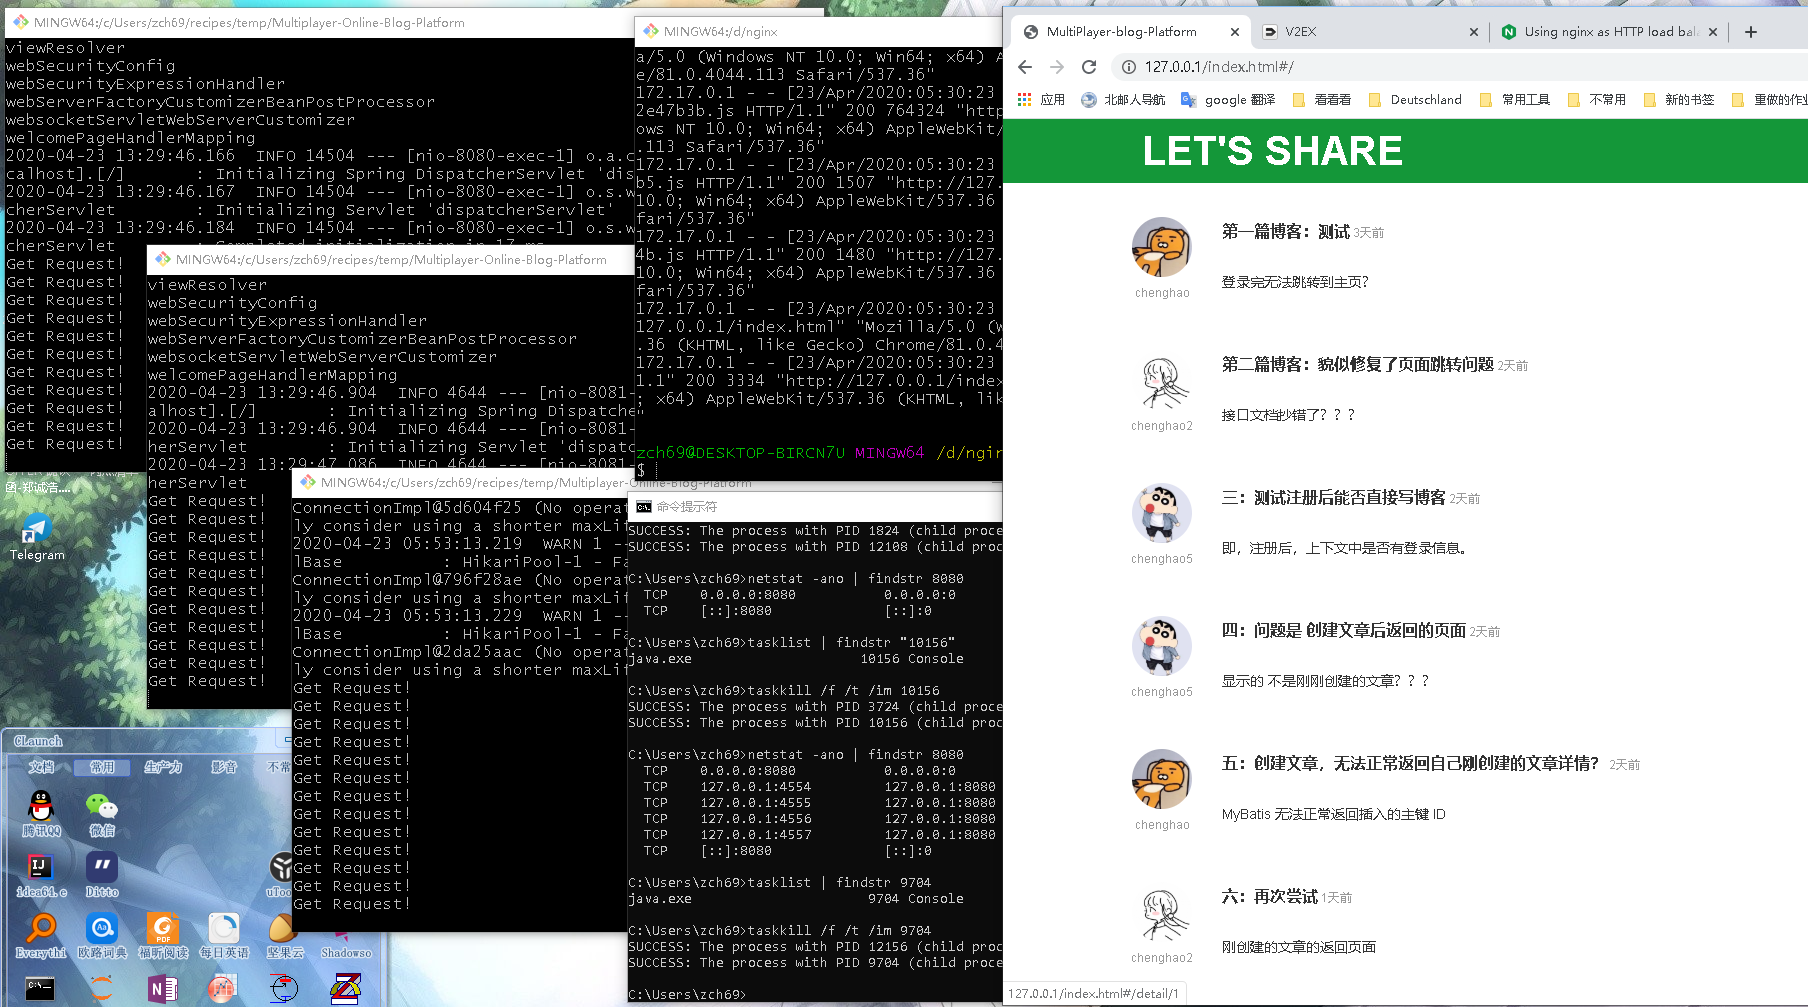 MINGW64:/c/Users/zch69/recipes/temp/Multiplayer-Online-Blog-Platform
viewResolver
webSecurityConfig
webSecurityExpressionHandler
webServerFactoryCustomizerBeanPostProcessor
websocketServletWebServerCustomizer
welcomePageHandlerMapping
2020-04-23 13:29:46.166  INFO 14504 --- [nio-8080-exec-1] o.a.c
calhost].[/]       : Initializing Spring DispatcherServlet 'dis
2020-04-23 13:29:46.167  INFO 14504 --- [nio-8080-exec-1] o.s.w
cherServlet        : Initializing Servlet 'dispatcherServlet'
2020-04-23 13:29:46.184  INFO 14504 --- [nio-8080-exec-1] o.s.w
cherServlet        : Completed initialization in 17 ms
Get Request!
Get Request!
Get Request!
Get Request!
Get Request!
Get Request!
Get Request!
Get Request!
Get Request!
Get Request!
Get Request!
MINGW64:/c/Users/zch69/recipes/temp/Multiplayer-Online-Blog-Platform
viewResolver
webSecurityConfig
webSecurityExpressionHandler
webServerFactoryCustomizerBeanPostProcessor
websocketServletWebServerCustomizer
welcomePageHandlerMapping
2020-04-23 13:29:46.904  INFO 4644 --- [nio-8081-
alhost].[/]       : Initializing Spring Dispatche
2020-04-23 13:29:46.904  INFO 4644 --- [nio-8081-
herServlet        : Initializing Servlet 'dispatc
2020-04-23 13:29:47.086  INFO 4644 --- [nio-8081-
herServlet
Get Request!
Get Request!
Get Request!
Get Request!
Get Request!
Get Request!
Get Request!
Get Request!
Get Request!
Get Request!
Get Request!
MINGW64:/c/Users/zch69/recipes/temp/Multiplayer-Online-Blog-Platform
ConnectionImpl@5d604f25 (No operat
ly consider using a shorter maxLif
2020-04-23 05:53:13.219  WARN 1 --
lBase          : HikariPool-1 - Fa
ConnectionImpl@796f28ae (No operat
ly consider using a shorter maxLif
2020-04-23 05:53:13.229  WARN 1 --
lBase          : HikariPool-1 - Fa
ConnectionImpl@2da25aac (No operat
ly consider using a shorter maxLif
Get Request!
Get Request!
Get Request!
Get Request!
Get Request!
Get Request!
Get Request!
Get Request!
Get Request!
Get Request!
Get Request!
Get Request!
Get Request!
函-郑诚浩....
Telegram
CLaunch
文档 常用 生产力 影音 不常
腾讯QQ 微信
idea64.e Ditto uToo
Everythi 欧路词典 福昕阅读 每日英语 坚果云 Shadowso
MINGW64:/d/nginx
a/5.0 (Windows NT 10.0; Win64; x64) A
e/81.0.4044.113 Safari/537.36"
172.17.0.1 - - [23/Apr/2020:05:30:23
2e47b3b.js HTTP/1.1" 200 764324 "http
ows NT 10.0; Win64; x64) AppleWebKit/
.113 Safari/537.36"
172.17.0.1 - - [23/Apr/2020:05:30:23
b5.js HTTP/1.1" 200 1507 "http://127.
10.0; Win64; x64) AppleWebKit/537.36
fari/537.36"
172.17.0.1 - - [23/Apr/2020:05:30:23
4b.js HTTP/1.1" 200 1480 "http://127.
10.0; Win64; x64) AppleWebKit/537.36
fari/537.36"
172.17.0.1 - - [23/Apr/2020:05:30:23
127.0.0.1/index.html" "Mozilla/5.0 (W
.36 (KHTML, like Gecko) Chrome/81.0.4
172.17.0.1 - - [23/Apr/2020:05:30:23
1.1" 200 3334 "http://127.0.0.1/index
; x64) AppleWebKit/537.36 (KHTML, lik
"
zch69@DESKTOP-BIRCN7U MINGW64 /d/ngin
$
命令提示符
SUCCESS: The process with PID 1824 (child proce
SUCCESS: The process with PID 12108 (child proc
C:\Users\zch69>netstat -ano | findstr 8080
TCP    0.0.0.0:8080           0.0.0.0:0
TCP    [::]:8080              [::]:0
C:\Users\zch69>tasklist | findstr "10156"
java.exe                     10156 Console
C:\Users\zch69>taskkill /f /t /im 10156
SUCCESS: The process with PID 3724 (child proce
SUCCESS: The process with PID 10156 (child proc
C:\Users\zch69>netstat -ano | findstr 8080
TCP    0.0.0.0:8080           0.0.0.0:0
TCP    127.0.0.1:4554         127.0.0.1:8080
TCP    127.0.0.1:4555         127.0.0.1:8080
TCP    127.0.0.1:4556         127.0.0.1:8080
TCP    127.0.0.1:4557         127.0.0.1:8080
TCP    [::]:8080              [::]:0
C:\Users\zch69>tasklist | findstr 9704
java.exe                      9704 Console
C:\Users\zch69>taskkill /f /t /im 9704
SUCCESS: The process with PID 12156 (child proc
SUCCESS: The process with PID 9704 (child proce
C:\Users\zch69>
MultiPlayer-blog-Platform V2EX Using nginx as HTTP load bala
127.0.0.1/index.html#/
应用 北邮人导航 google 翻译 看看看 Deutschland 常用工具 不常用 新的书签 重做的作业
LET'S SHARE
第一篇博客：测试 3天前
登录完无法跳转到主页?
chenghao
第二篇博客：貌似修复了页面跳转问题 2天前
接口文档抄错了？？？
chenghao2
三：测试注册后能否直接写博客 2天前
即，注册后，上下文中是否有登录信息。
chenghao5
四：问题是 创建文章后返回的页面 2天前
显示的 不是刚刚创建的文章？？？
chenghao5
五：创建文章，无法正常返回自己刚创建的文章详情？ 2天前
MyBatis 无法正常返回插入的主键 ID
chenghao
六：再次尝试 1天前
刚创建的文章的返回页面
chenghao2
127.0.0.1/index.html#/detail/1